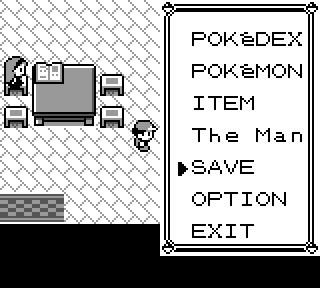 POKéDEX
POKéMON
ITEM
The Man
SAVE
OPTION
EXIT